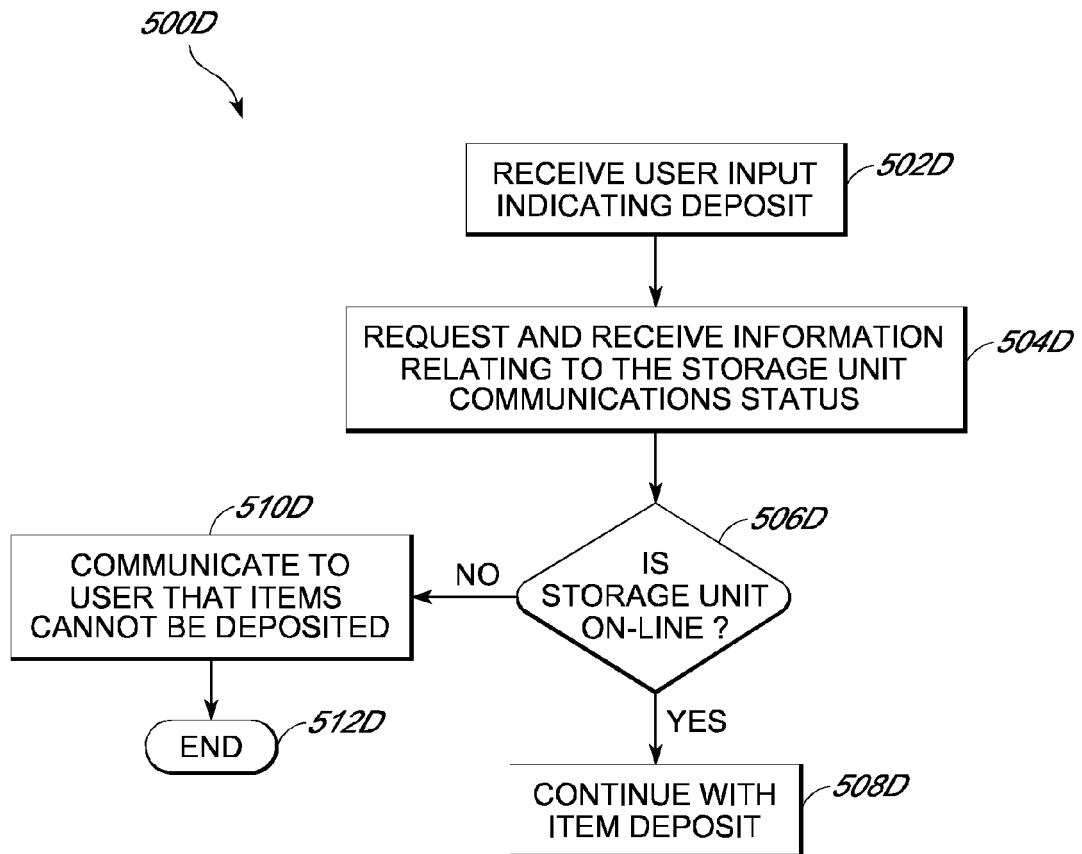 500D
RECEIVE USER INPUT
INDICATING DEPOSIT
502D
REQUEST AND RECEIVE INFORMATION
RELATING TO THE STORAGE UNIT
COMMUNICATIONS STATUS
504D
506D
IS
STORAGE UNIT
ON-LINE ?
NO
510D
COMMUNICATE TO
USER THAT ITEMS
CANNOT BE DEPOSITED
END
512D
YES
CONTINUE WITH
ITEM DEPOSIT
508D